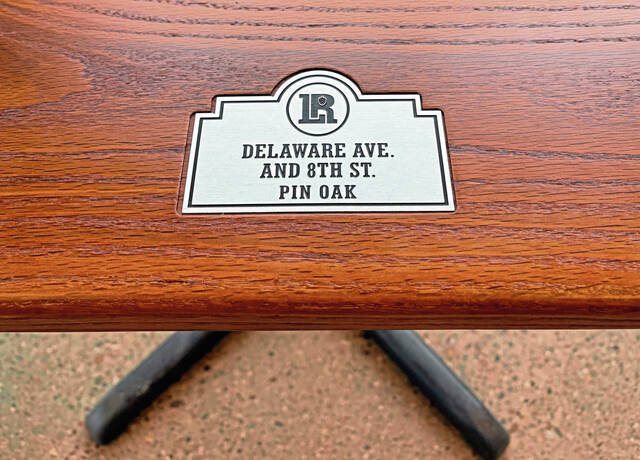 LR
DELAWARE AVE.
AND 8TH ST.
PIN OAK